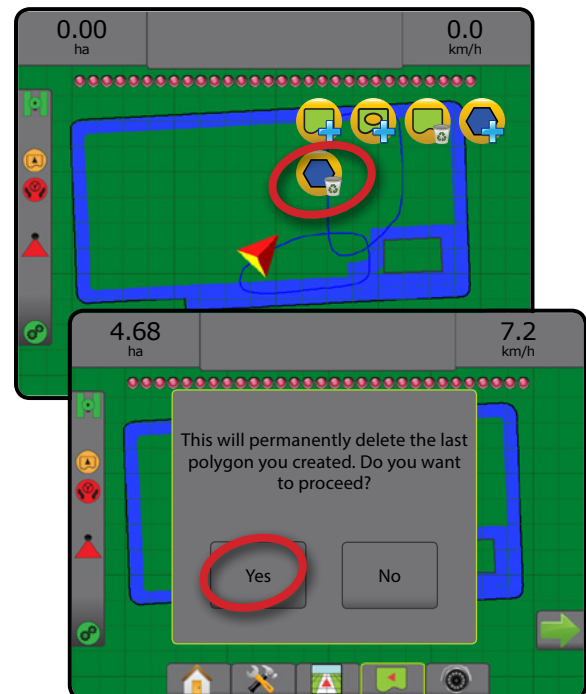 0.00
ha
0.0
km/h
4.68
ha
7.2
km/h
This will permanently delete the last
polygon you created. Do you want
to proceed?
Yes
No